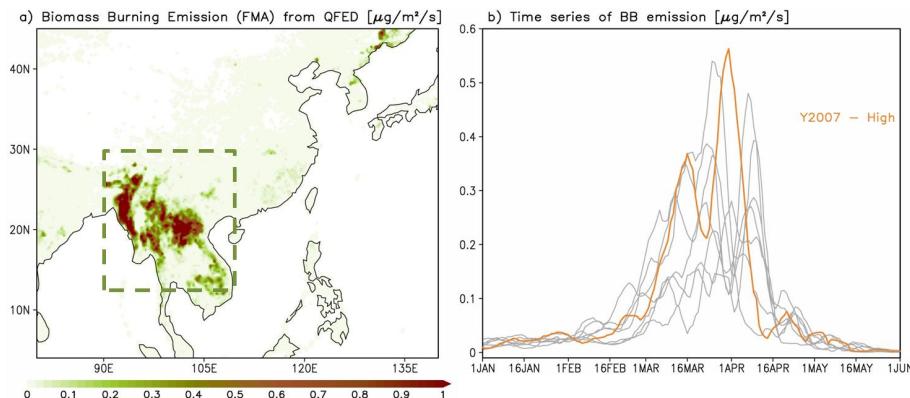 a) Biomass Burning Emission (FMA) from QFED [μg/m²/s]
40N
30N
20N
10N
90E 105E 120E 135E
0 0.1 0.2 0.3 0.4 0.5 0.6 0.7 0.8 0.9 1
b) Time series of BB emission [μg/m²/s]
0.6
0.5
0.4
0.3
0.2
0.1
0
Y2007 – High
1JAN 16JAN 1FEB 16FEB 1MAR 16MAR 1APR 16APR 1MAY 16MAY 1JUN